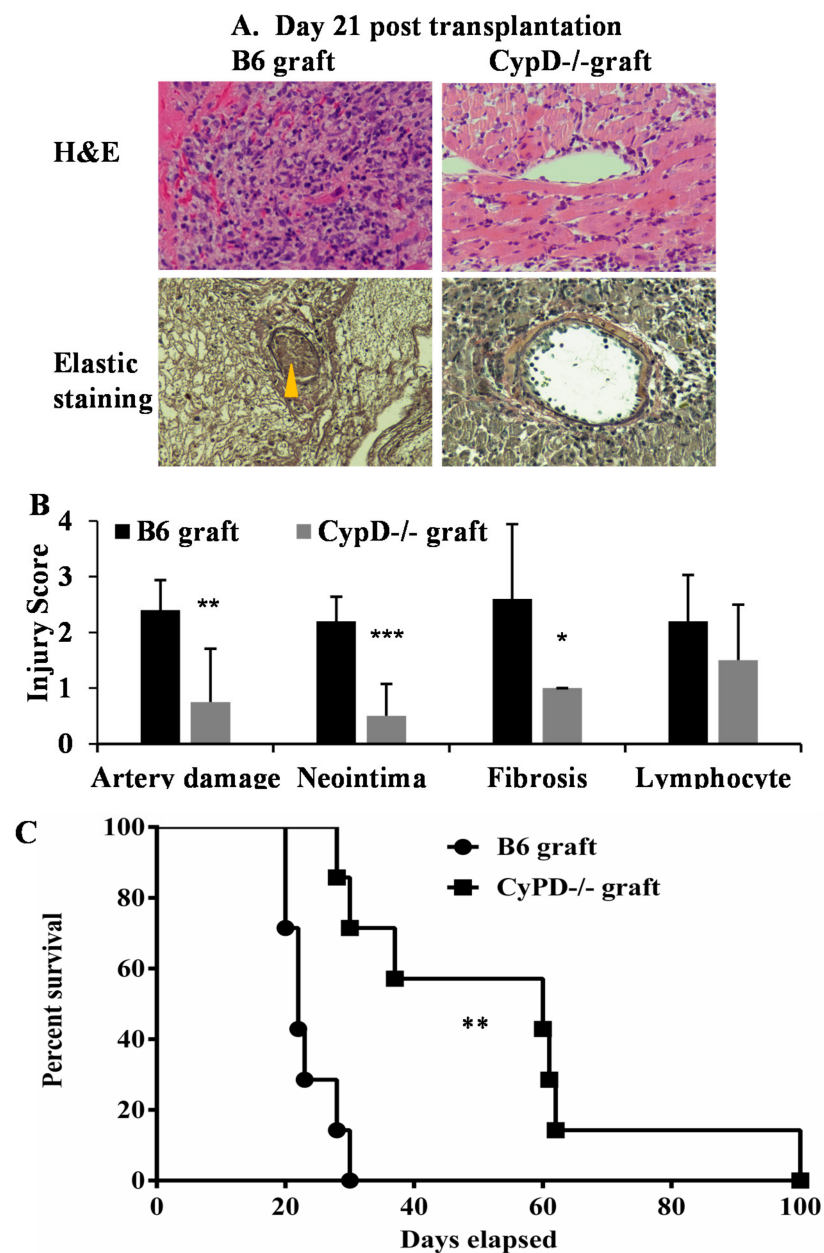 A. Day 21 post transplantation
B6 graft CypD-/-graft
H&E
Elastic
staining
B
B6 graft CypD-/- graft
Injury Score
4
3
2
1
0
** *** *
Artery damage Neointima Fibrosis Lymphocyte
C
B6 graft
CyPD-/- graft
Percent survival
100
80
60
40
20
0
**
0 20 40 60 80 100
Days elapsed